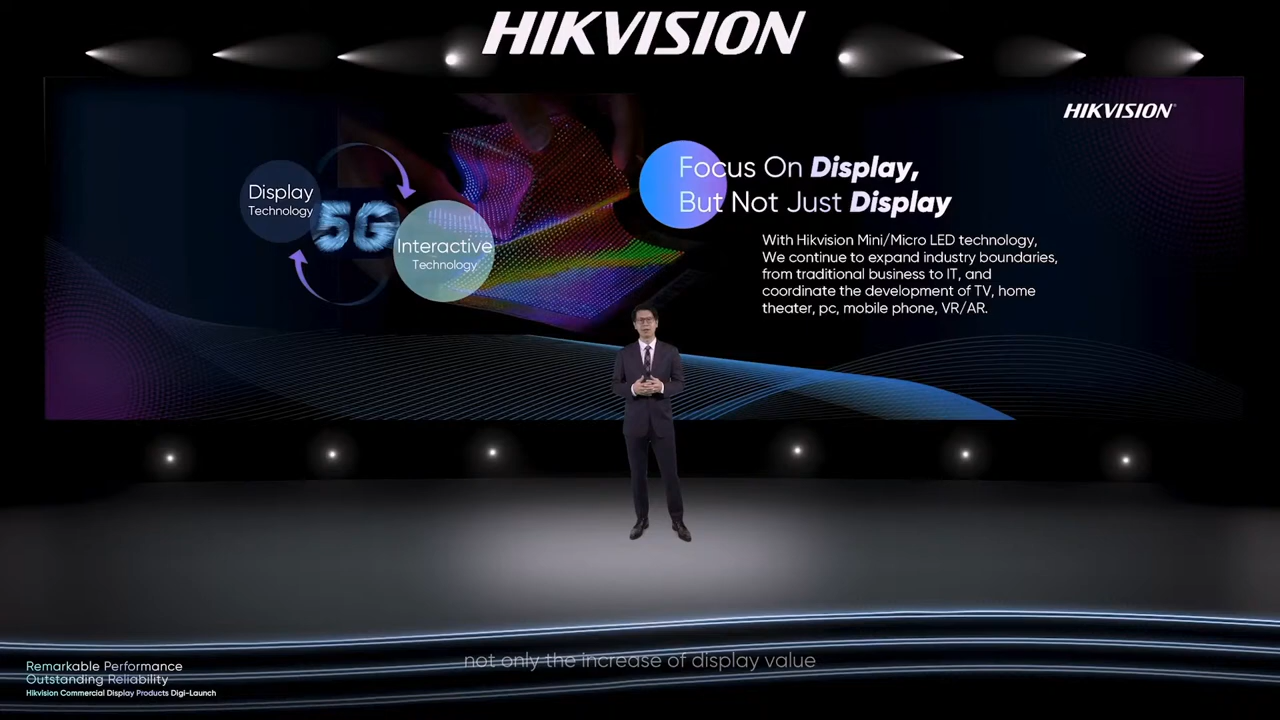 HIKVISION
HIKVISION
Display
Technology
5G
Interactive
Technology
Focus On Display,
But Not Just Display
With Hikvision Mini/Micro LED technology,
We continue to expand industry boundaries,
from traditional business to IT, and
coordinate the development of TV, home
theater, pc, mobile phone, VR/AR.
not only the increase of display value
Remarkable Performance
Outstanding Reliability
Hikvision Commercial Display Products Digi-Launch